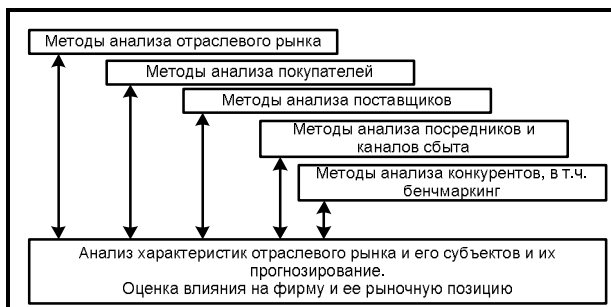 Методы анализа отраслевого рынка
Методы анализа покупателей
Методы анализа поставщиков
Методы анализа посредников и
каналов сбыта
Методы анализа конкурентов, в т.ч.
бенчмаркинг
Анализ характеристик отраслевого рынка и его субъектов и их
прогнозирование.
Оценка влияния на фирму и ее рыночную позицию